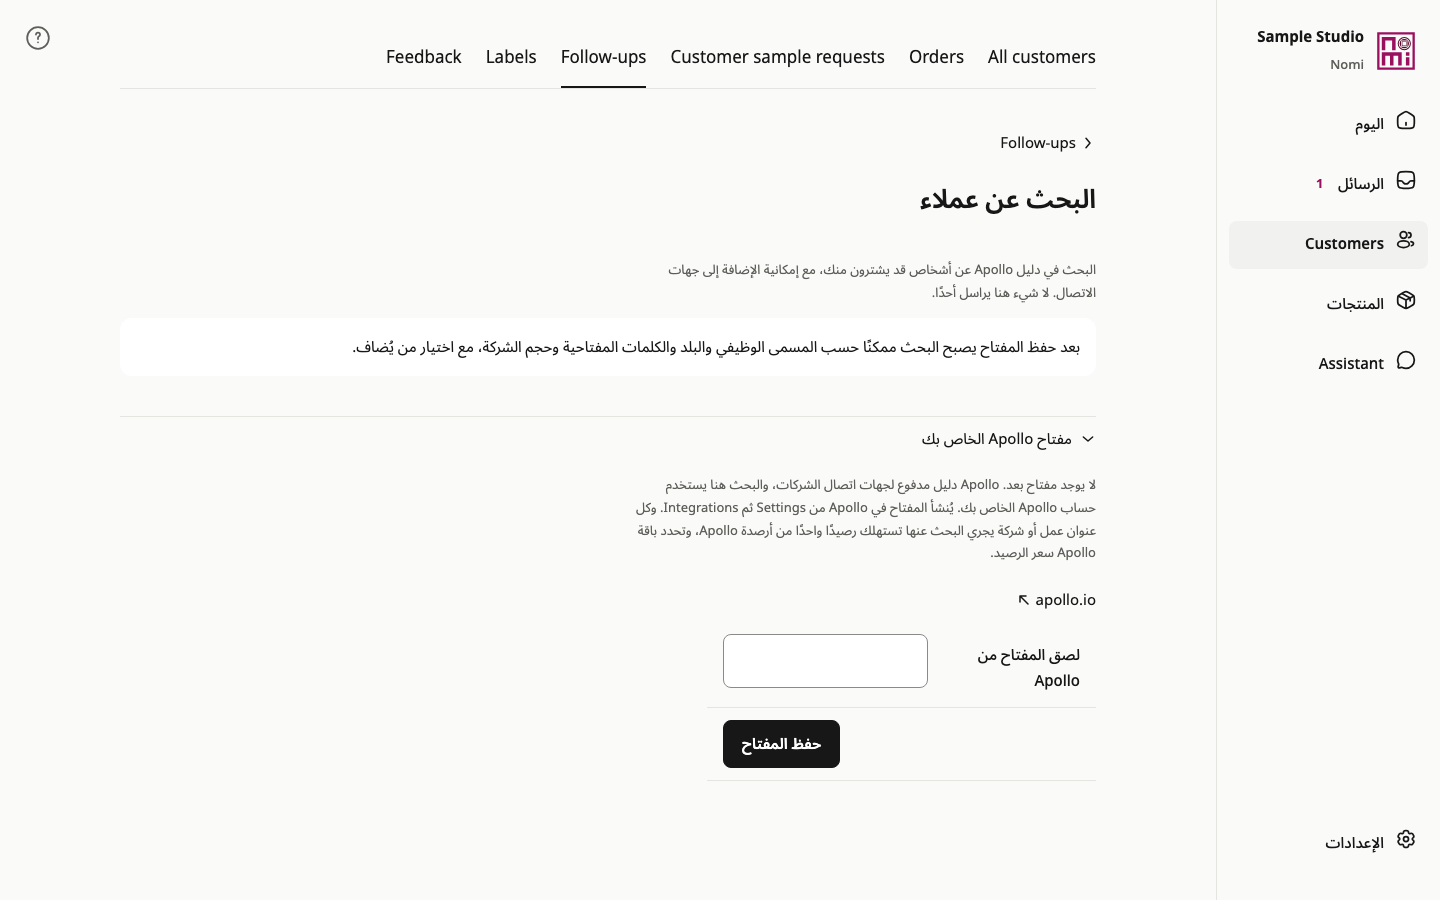 Sample Studio
Nomi
اليوم
الرسائل 1
Customers
المنتجات
Assistant
الإعدادات
All customers
Orders
Customer sample requests
Follow-ups
Labels
Feedback
Follow-ups
البحث عن عملاء
البحث في دليل Apollo عن أشخاص قد يشترون منك، مع إمكانية الإضافة إلى جهات
الاتصال. لا شيء هنا يراسل أحدًا.
بعد حفظ المفتاح يصبح البحث ممكنًا حسب المسمى الوظيفي والبلد والكلمات المفتاحية وحجم الشركة، مع اختيار من يُضاف.
مفتاح Apollo الخاص بك
لا يوجد مفتاح بعد. Apollo دليل مدفوع لجهات اتصال الشركات، والبحث هنا يستخدم
حساب Apollo الخاص بك. يُنشأ المفتاح في Apollo من Settings ثم Integrations. وكل
عنوان عمل أو شركة يجري البحث عنها تستهلك رصيدًا واحدًا من أرصدة Apollo، وتحدد باقة
Apollo سعر الرصيد.
apollo.io
لصق المفتاح من
Apollo
حفظ المفتاح